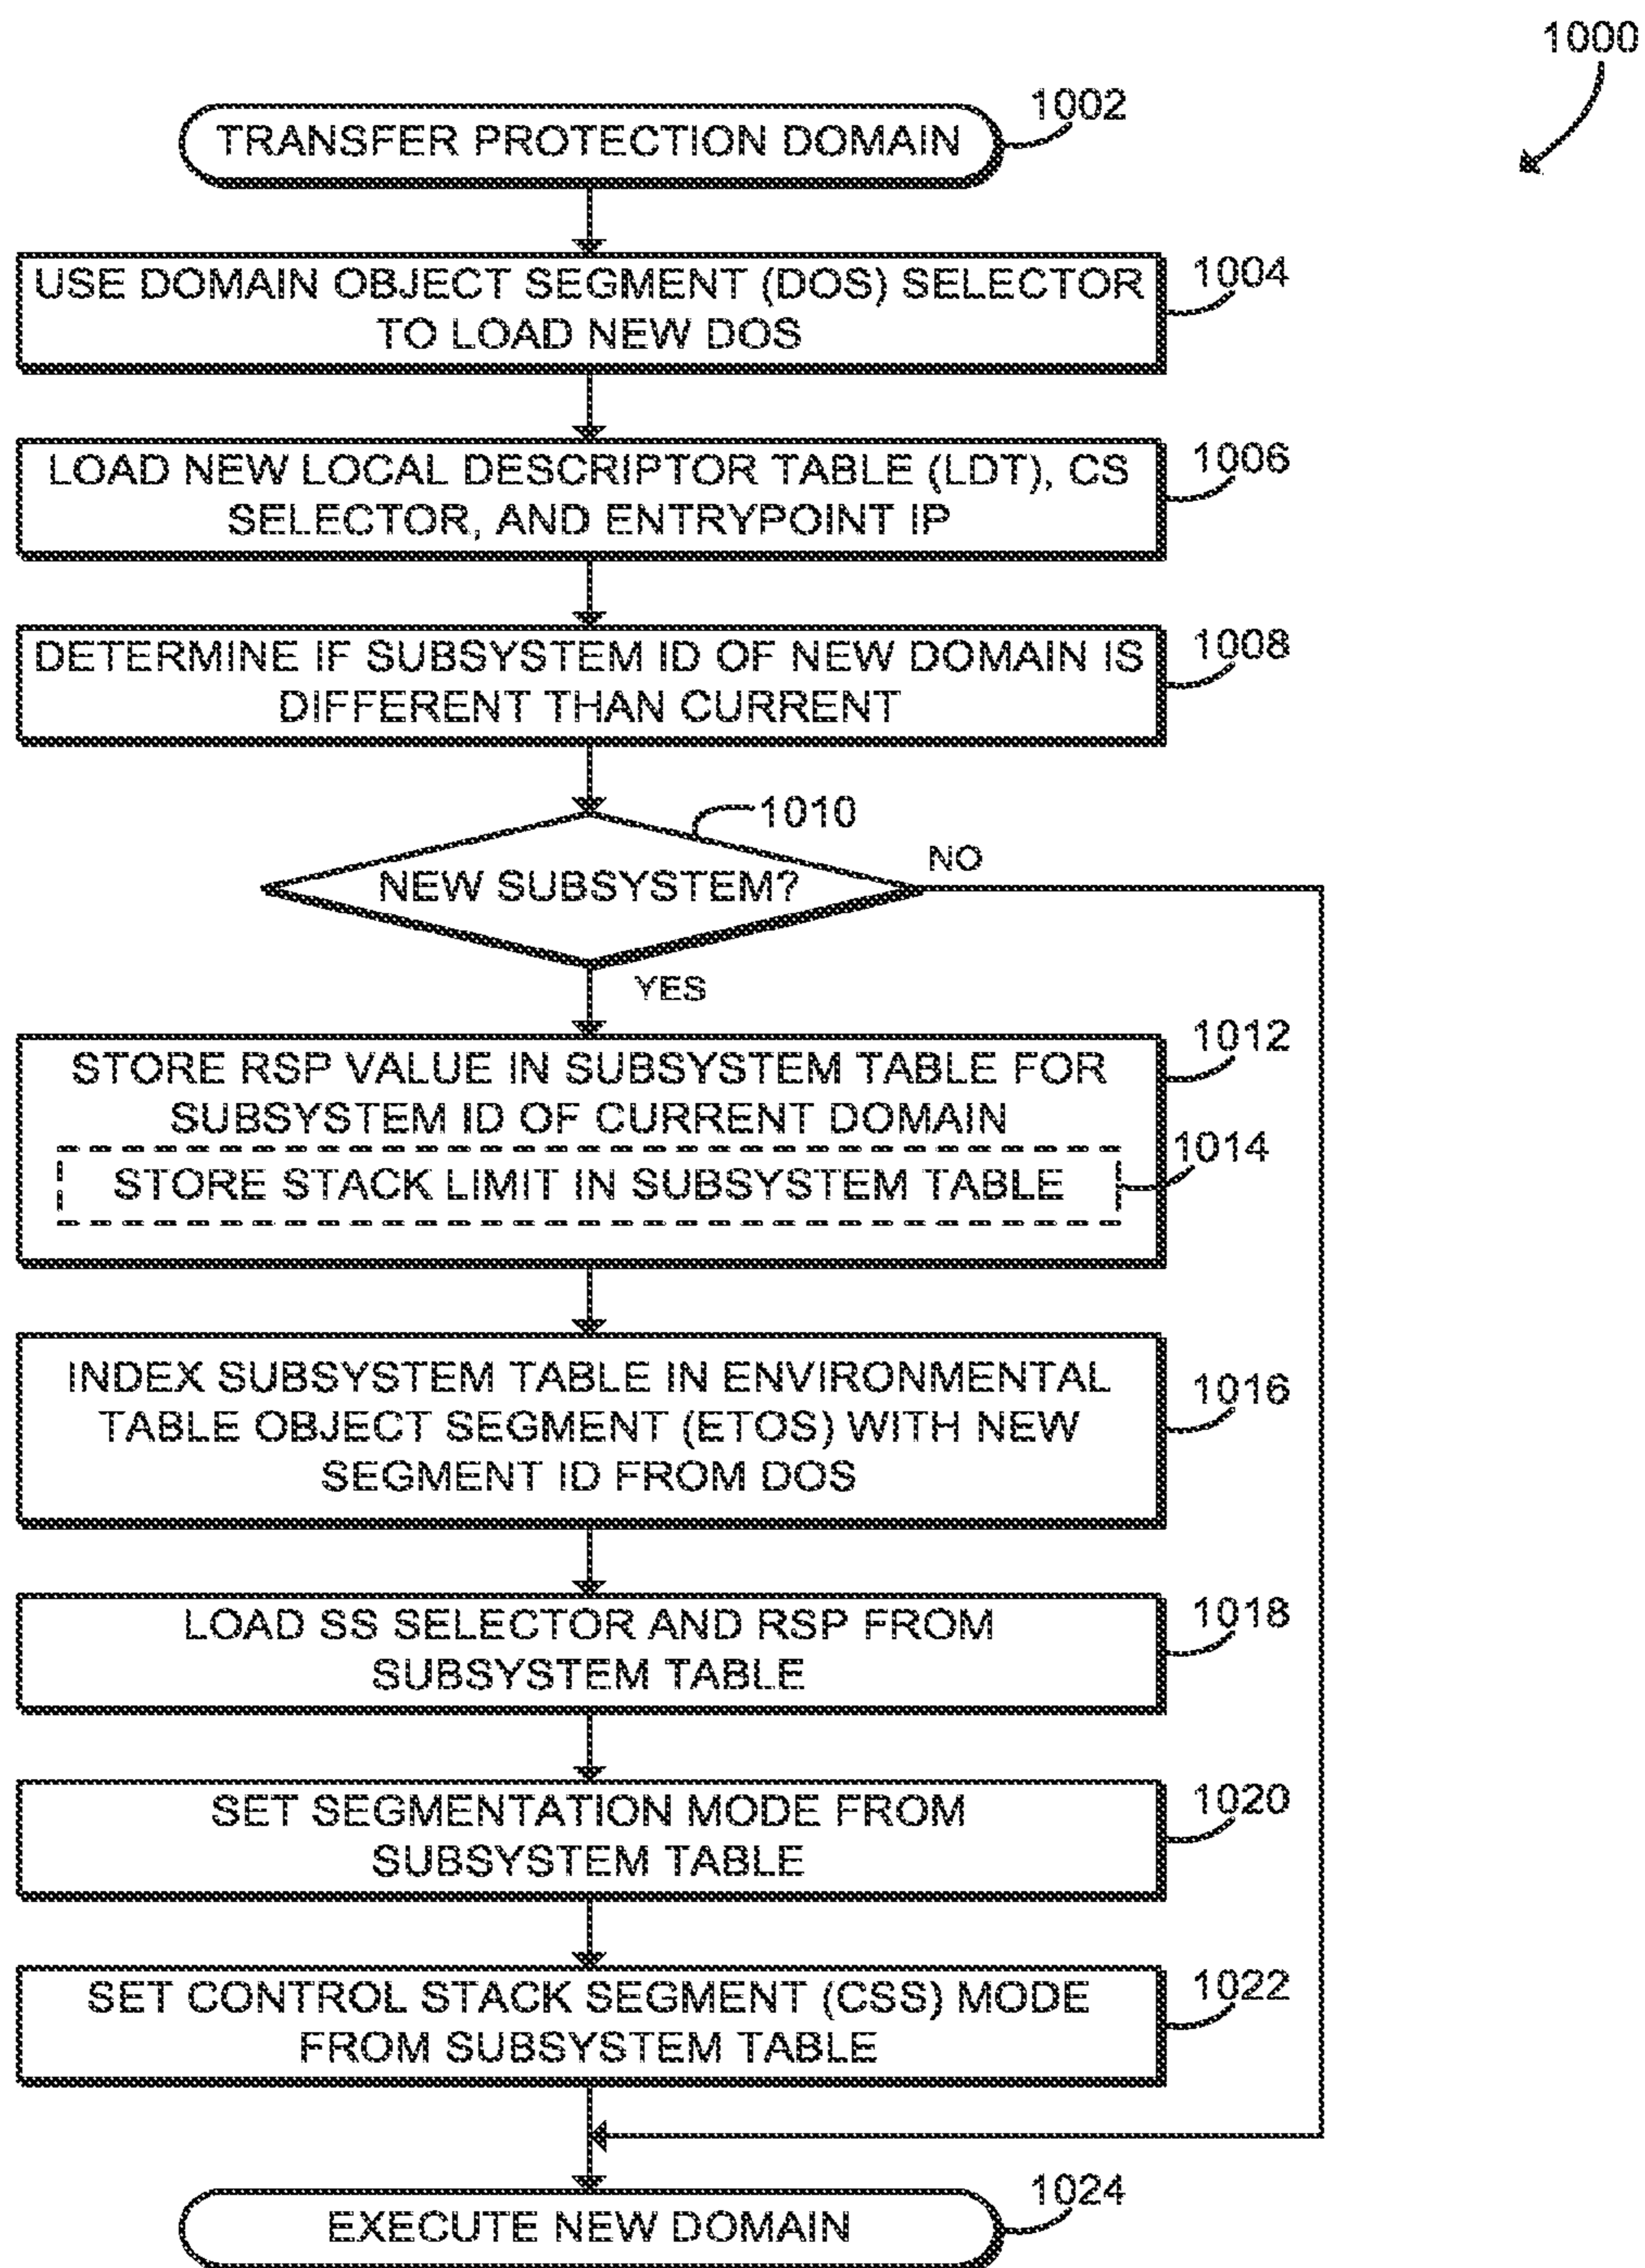 1000
TRANSFER PROTECTION DOMAIN
1002
USE DOMAIN OBJECT SEGMENT (DOS) SELECTOR
TO LOAD NEW DOS
1004
LOAD NEW LOCAL DESCRIPTOR TABLE (LDT), CS
SELECTOR, AND ENTRYPOINT IP
1006
DETERMINE IF SUBSYSTEM ID OF NEW DOMAIN IS
DIFFERENT THAN CURRENT
1008
1010
NEW SUBSYSTEM?
NO
YES
STORE RSP VALUE IN SUBSYSTEM TABLE FOR
SUBSYSTEM ID OF CURRENT DOMAIN
1012
STORE STACK LIMIT IN SUBSYSTEM TABLE
1014
INDEX SUBSYSTEM TABLE IN ENVIRONMENTAL
TABLE OBJECT SEGMENT (ETOS) WITH NEW
SEGMENT ID FROM DOS
1016
LOAD SS SELECTOR AND RSP FROM
SUBSYSTEM TABLE
1018
SET SEGMENTATION MODE FROM
SUBSYSTEM TABLE
1020
SET CONTROL STACK SEGMENT (CSS) MODE
FROM SUBSYSTEM TABLE
1022
EXECUTE NEW DOMAIN
1024